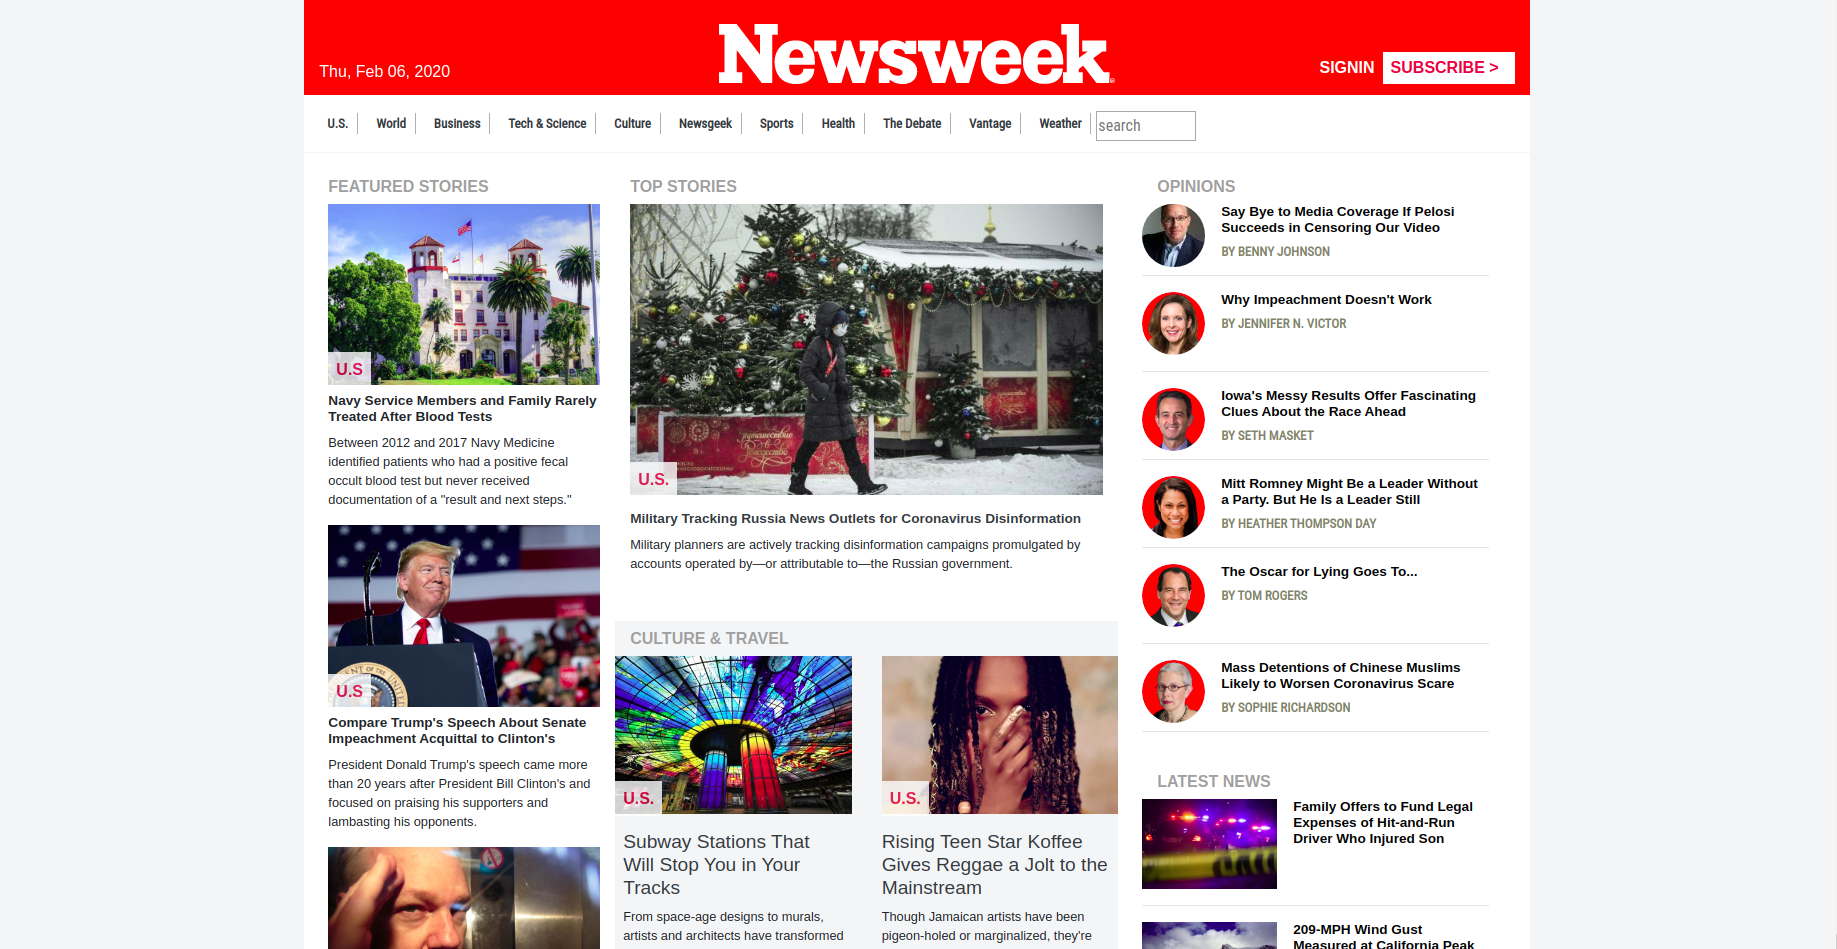 Newsweek
Thu, Feb 06, 2020
SIGNIN
SUBSCRIBE >
U.S.
World
Business
Tech & Science
Culture
Newsgeek
Sports
Health
The Debate
Vantage
Weather
search
FEATURED STORIES
U.S
Navy Service Members and Family Rarely
Treated After Blood Tests
Between 2012 and 2017 Navy Medicine
identified patients who had a positive fecal
occult blood test but never received
documentation of a "result and next steps."
U.S
Compare Trump's Speech About Senate
Impeachment Acquittal to Clinton's
President Donald Trump's speech came more
than 20 years after President Bill Clinton's and
focused on praising his supporters and
lambasting his opponents.
TOP STORIES
путешествие
в
Рождество
U.S.
Military Tracking Russia News Outlets for Coronavirus Disinformation
Military planners are actively tracking disinformation campaigns promulgated by
accounts operated by—or attributable to—the Russian government.
CULTURE & TRAVEL
U.S.
Subway Stations That
Will Stop You in Your
Tracks
From space-age designs to murals,
artists and architects have transformed
U.S.
Rising Teen Star Koffee
Gives Reggae a Jolt to the
Mainstream
Though Jamaican artists have been
pigeon-holed or marginalized, they're
OPINIONS
Say Bye to Media Coverage If Pelosi
Succeeds in Censoring Our Video
BY BENNY JOHNSON
Why Impeachment Doesn't Work
BY JENNIFER N. VICTOR
Iowa's Messy Results Offer Fascinating
Clues About the Race Ahead
BY SETH MASKET
Mitt Romney Might Be a Leader Without
a Party. But He Is a Leader Still
BY HEATHER THOMPSON DAY
The Oscar for Lying Goes To...
BY TOM ROGERS
Mass Detentions of Chinese Muslims
Likely to Worsen Coronavirus Scare
BY SOPHIE RICHARDSON
LATEST NEWS
Family Offers to Fund Legal
Expenses of Hit-and-Run
Driver Who Injured Son
209-MPH Wind Gust
Measured at California Peak